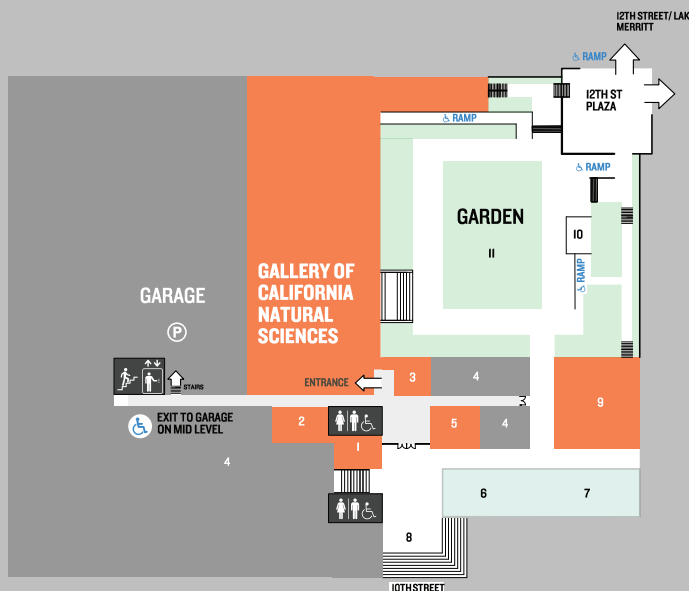 12TH STREET/ LAK
MERRITT
RAMP
12TH ST
PLAZA
RAMP
RAMP
GARDEN
11
10
RAMP
GALLERY OF
CALIFORNIA
NATURAL
SCIENCES
GARAGE
P
STAIRS
ENTRANCE
3
4
9
EXIT TO GARAGE
ON MID LEVEL
2
5
4
1
4
6
7
8
10TH STREET